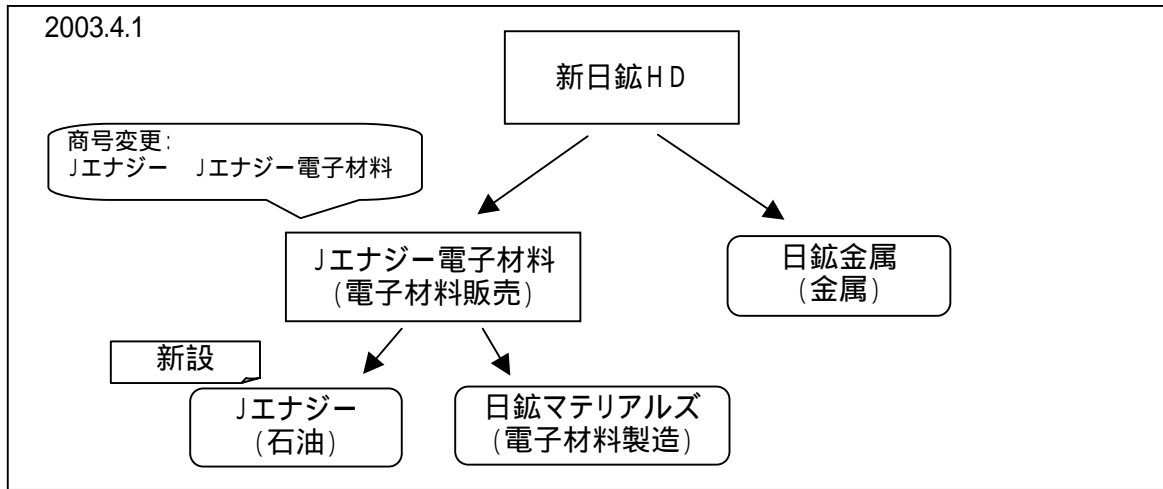 2003.4.1
新日鉱HD
商号変更:
Jエナジー　Jエナジー電子材料
Jエナジー電子材料
(電子材料販売)
日鉱金属
(金属)
新設
Jエナジー
(石油)
日鉱マテリアルズ
(電子材料製造)